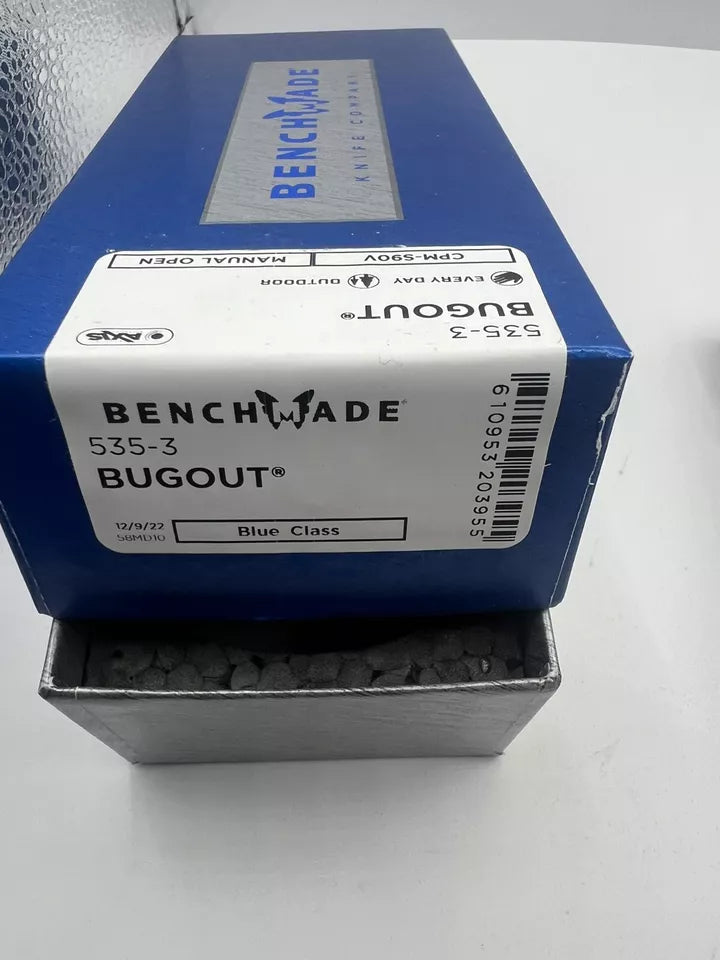 BENCHMADE
KNIFE COMPANY
CPM-S90V
MANUAL OPEN
EVERY DAY
OUTDOOR
535-3
BUGOUT®
AXIS
BENCHMADE
535-3
BUGOUT®
12/9/22
58MD10
Blue Class
610953 203955